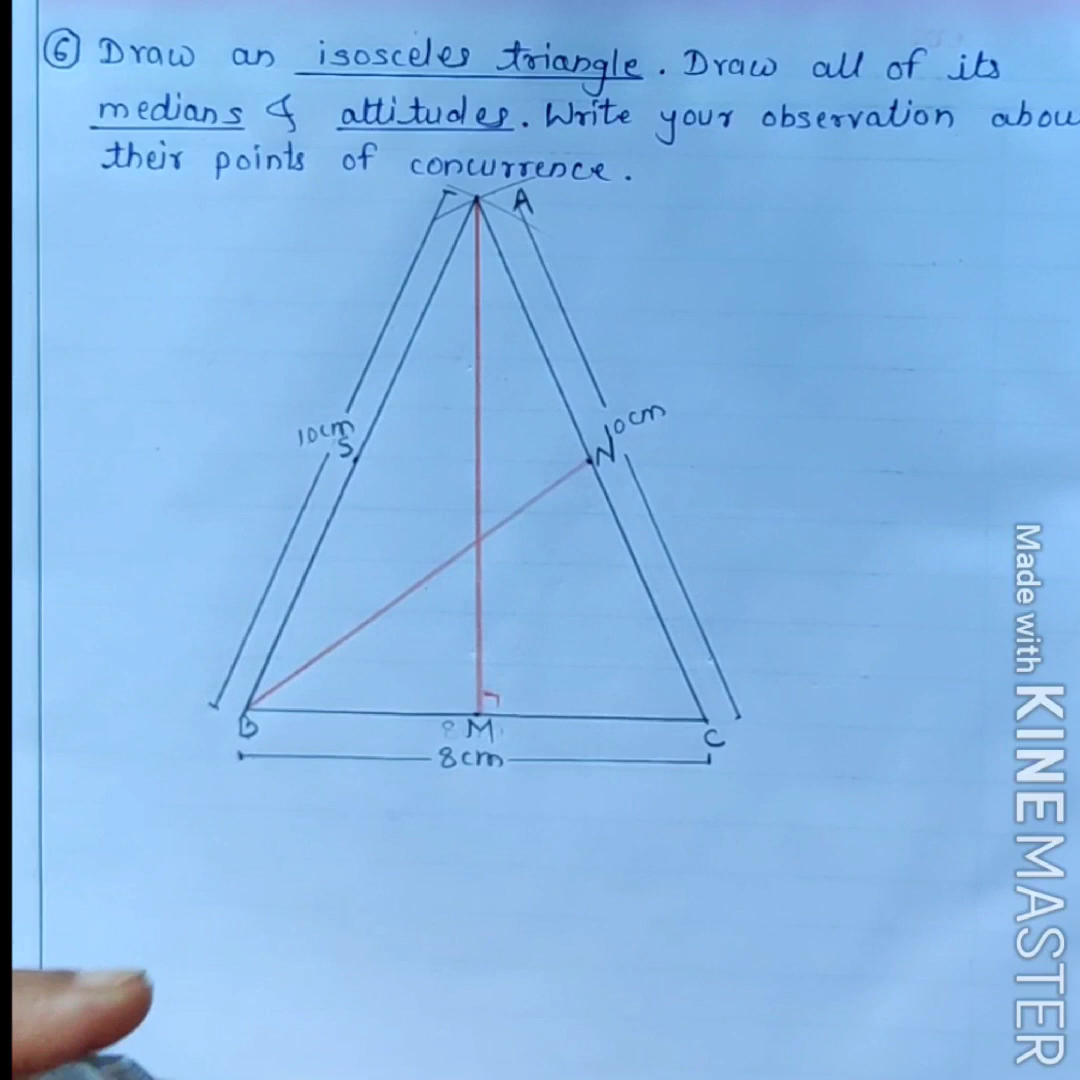 6 Draw an isosceles triangle. Draw all of its
medians & attitudes. Write your observation abou
their points of concurrence.
A
10cm
10cm
S
N
B
M
C
8cm
Made with KINEMASTER